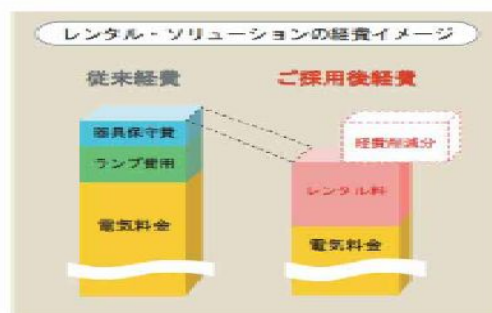 レンタル・ソリューションの経費イメージ
従来経費
ご採用後経費
器具保守費
ランプ費用
電気料金
経費削減分
レンタル料
電気料金